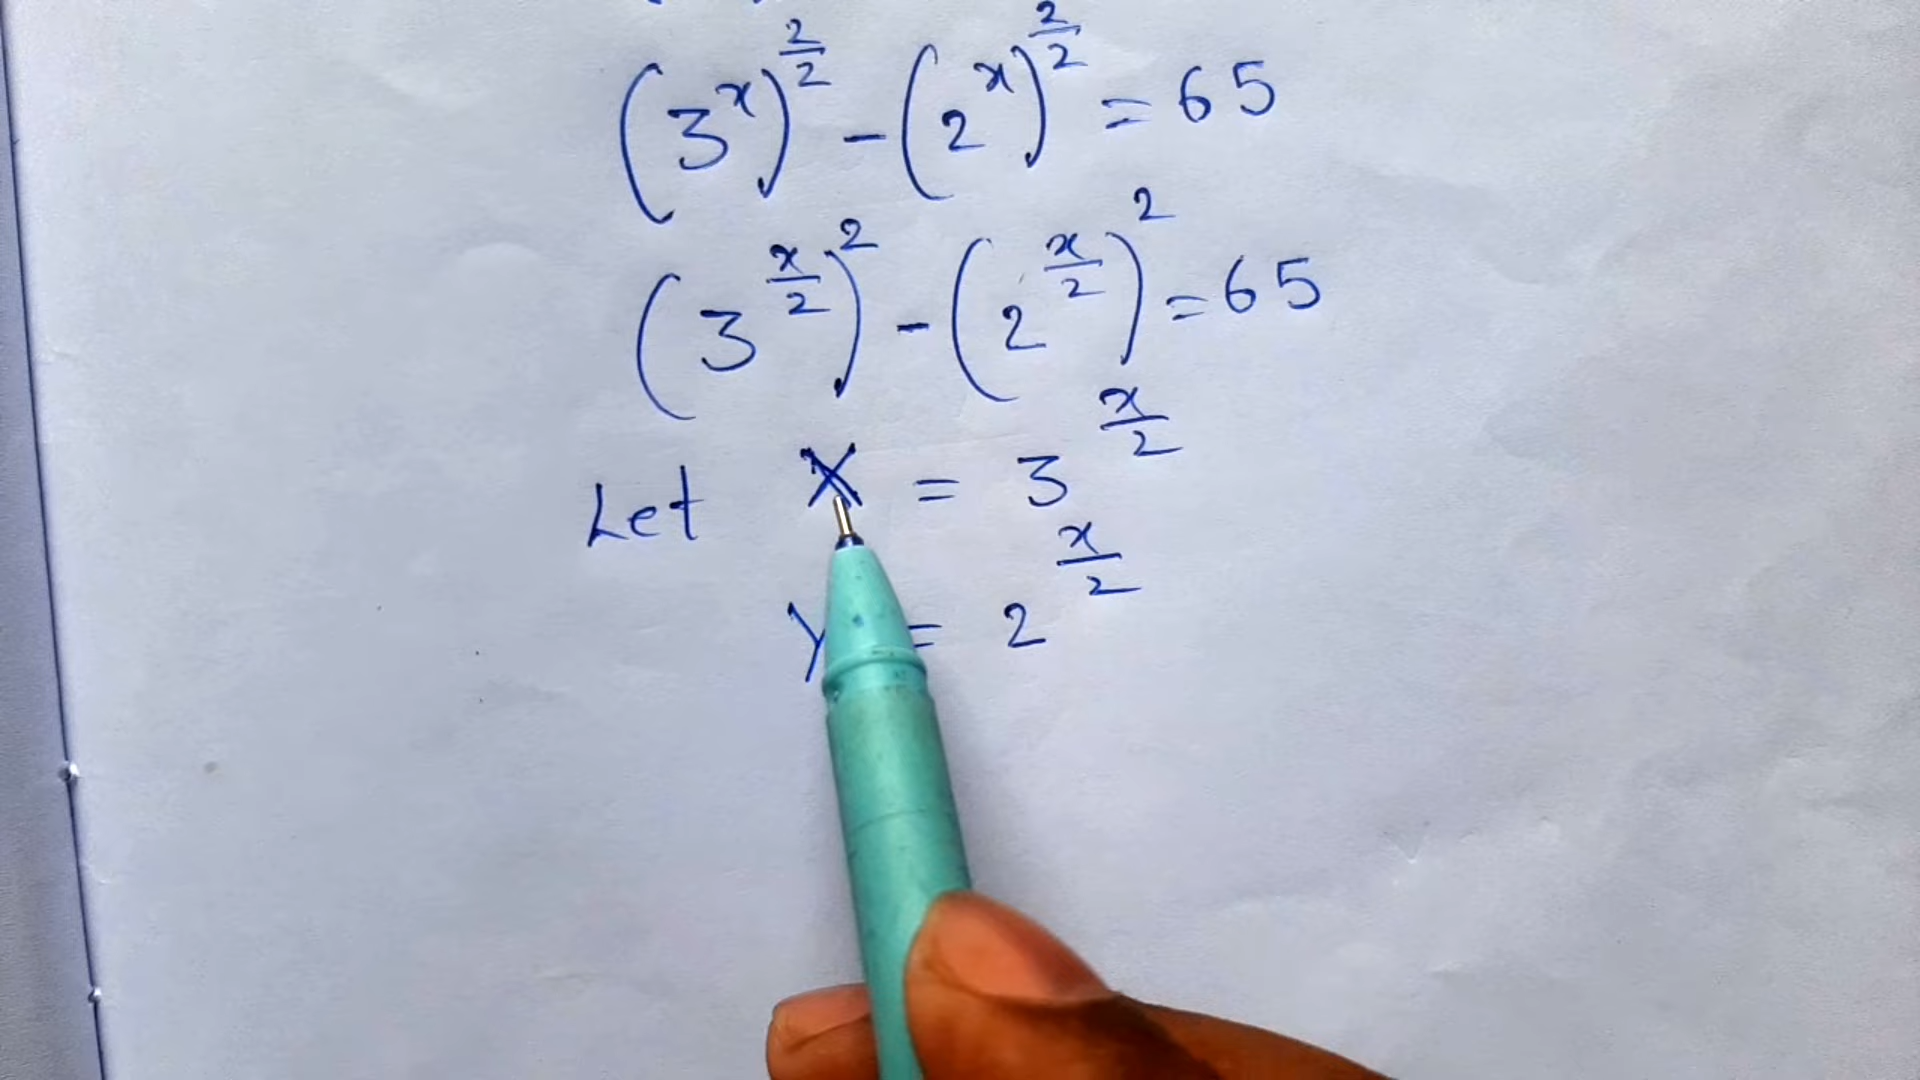 (3^x)^(2/2) - (2^x)^(2/2) = 65
(3^(x/2))^2 - (2^(x/2))^2 = 65
Let X = 3^(x/2)
y = 2^(x/2)